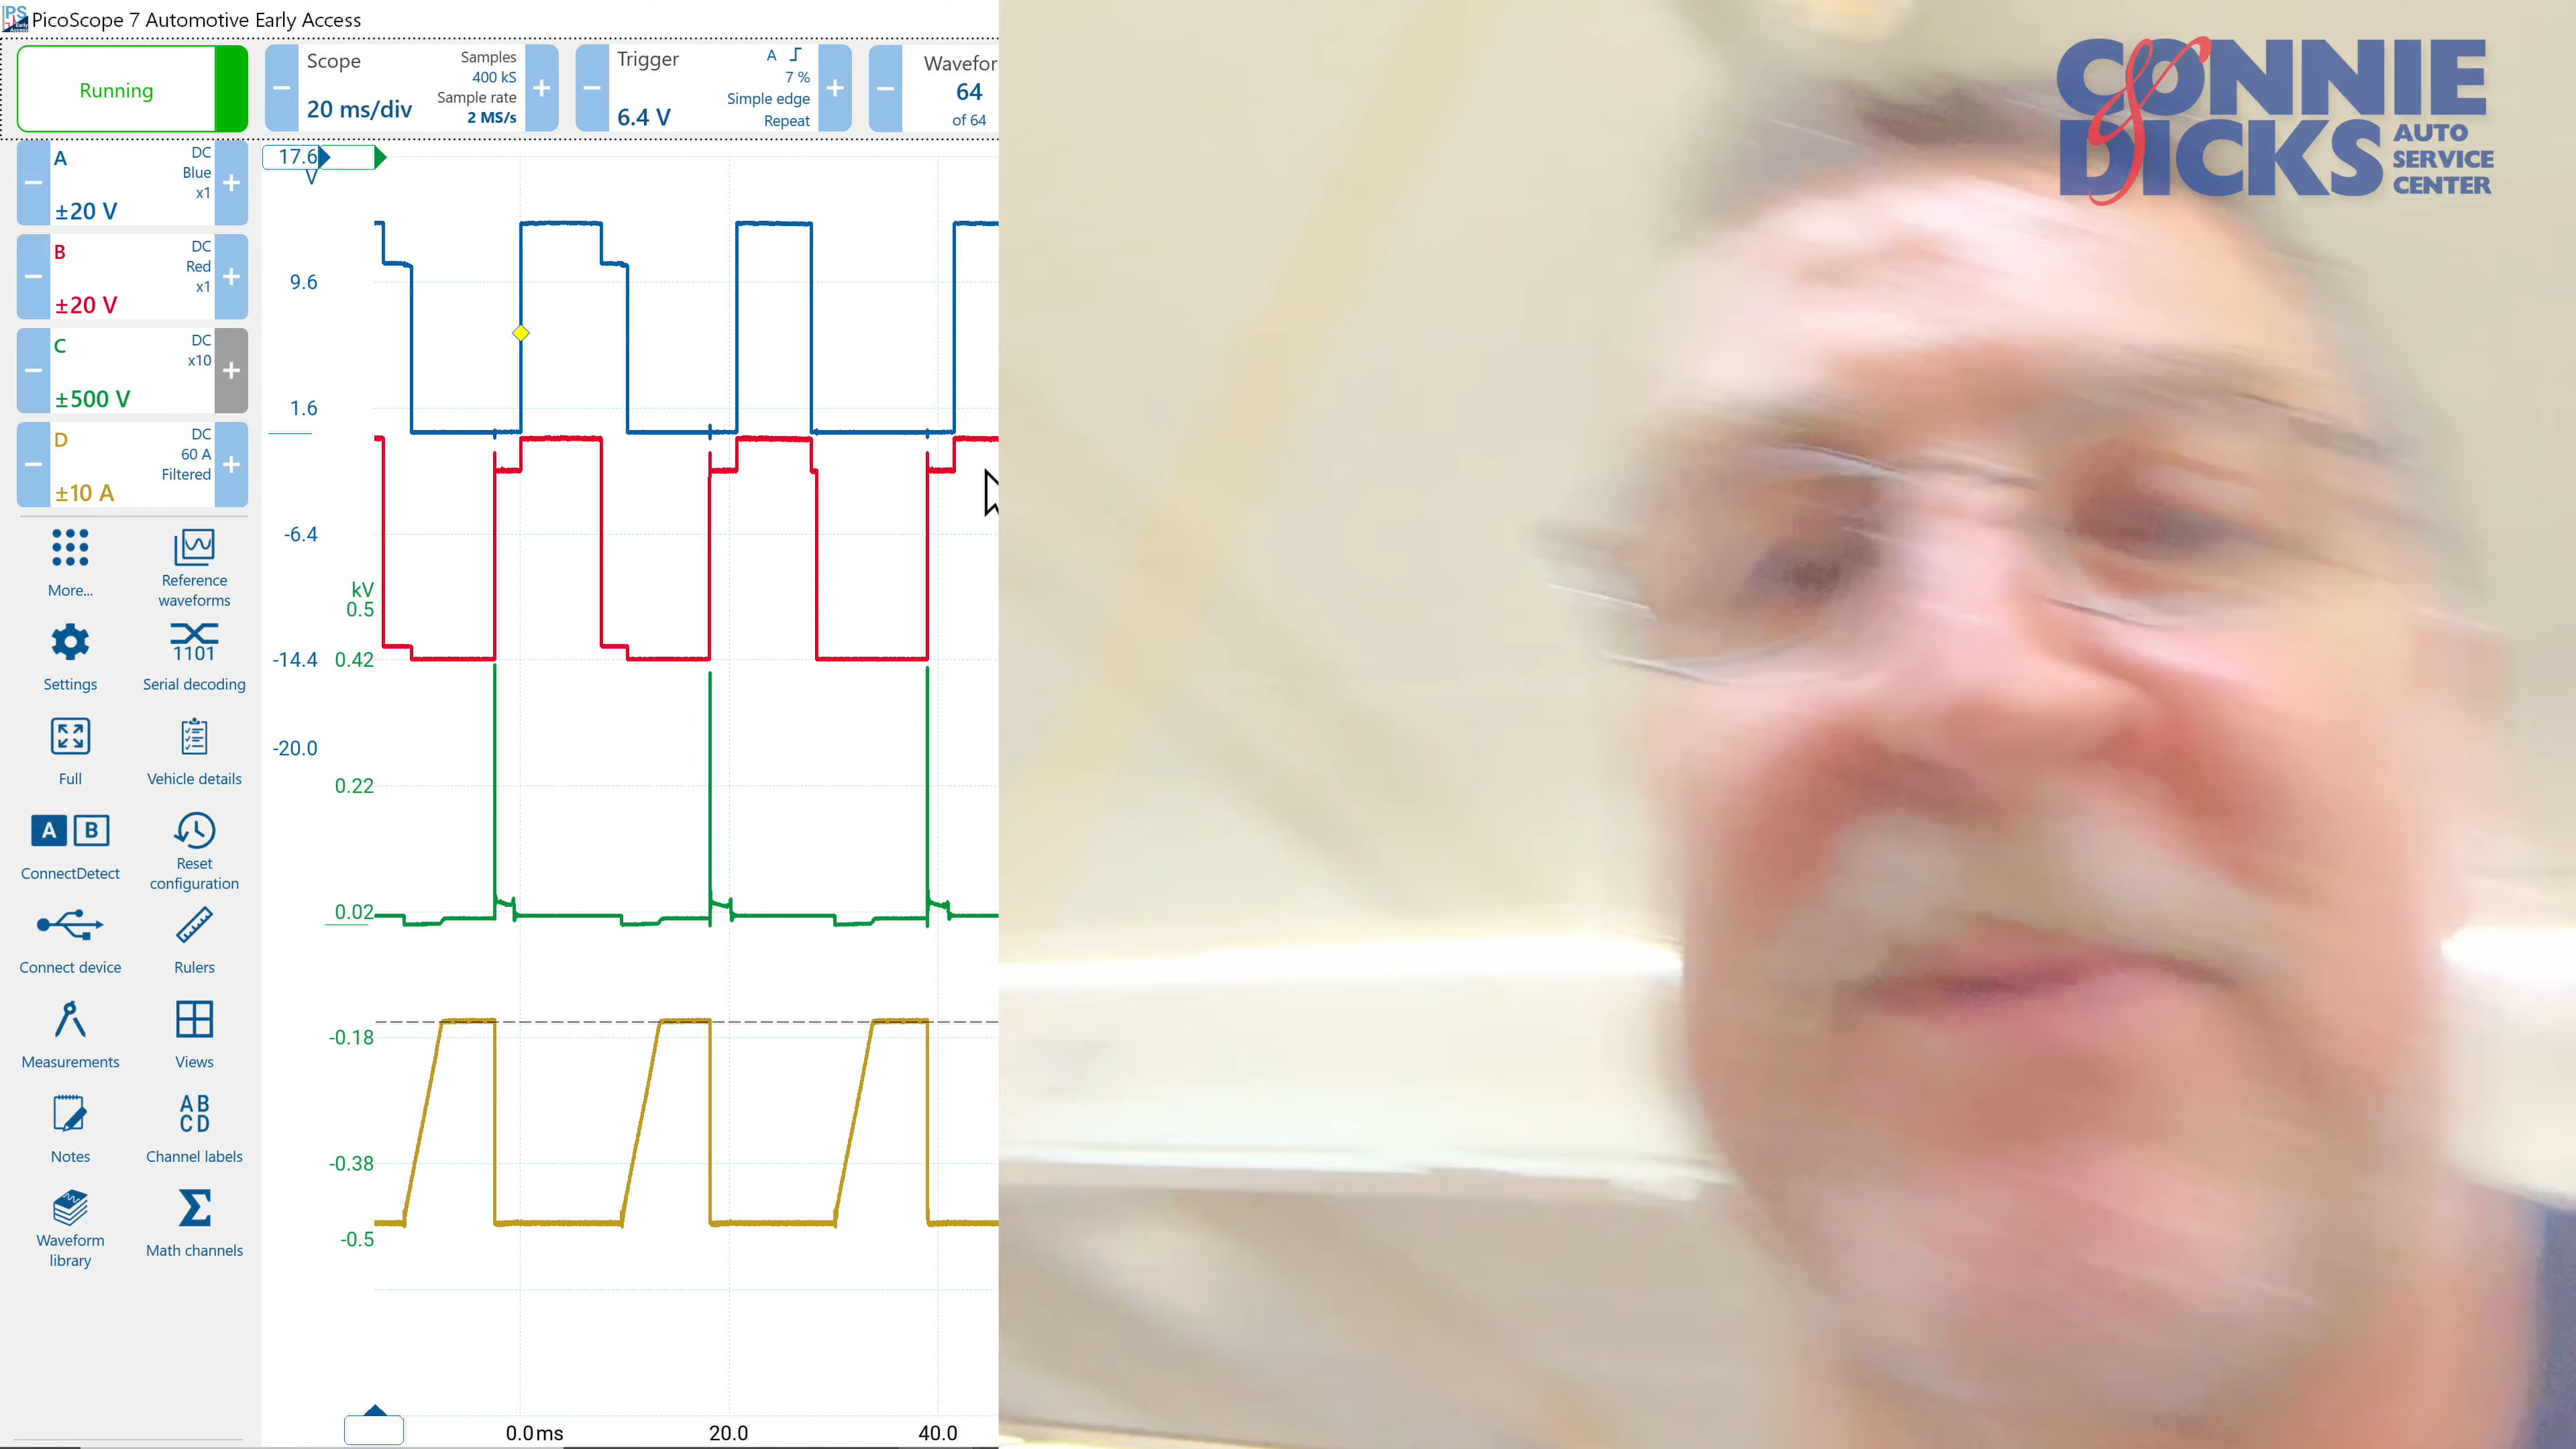 PicoScope 7 Automotive Early Access
Running
Scope
20 ms/div
Samples
400 kS
Sample rate
2 MS/s
Trigger
6.4 V
A
7 %
Simple edge
Repeat
Wavefor
64
of 64
A
DC
Blue
x1
±20 V
B
DC
Red
x1
±20 V
C
DC
x10
±500 V
D
DC
60 A
Filtered
±10 A
More...
Reference
waveforms
Settings
1101
Serial decoding
Full
Vehicle details
A B
ConnectDetect
Reset
configuration
Connect device
Rulers
Measurements
Views
Notes
AB
CD
Channel labels
Waveform
library
Σ
Math channels
17.6
V
9.6
1.6
-6.4
-14.4
-20.0
kV
0.5
0.42
0.22
0.02
-0.18
-0.38
-0.5
0.0ms
20.0
40.0
CONNIE
&
DICKS
AUTO
SERVICE
CENTER